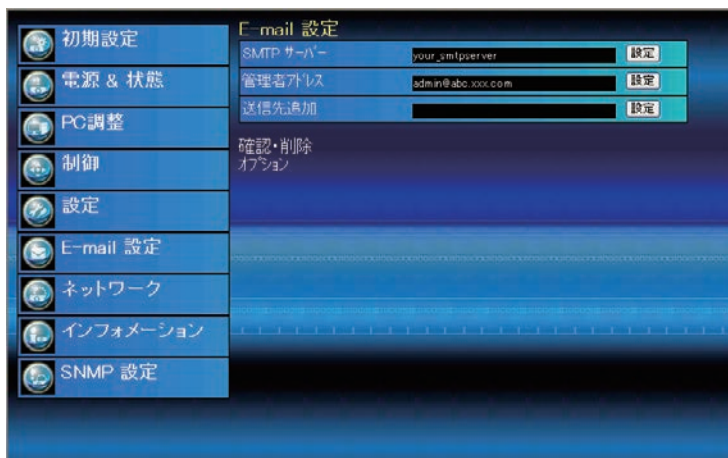 初期設定
電源 & 状態
PC調整
制御
設定
E-mail 設定
ネットワーク
インフォメーション
SNMP 設定
E-mail 設定
SMTP サーバー your_smtpserver 設定
管理者アドレス admin@abc.xxx.com 設定
送信先追加 設定
確認・削除
オプション